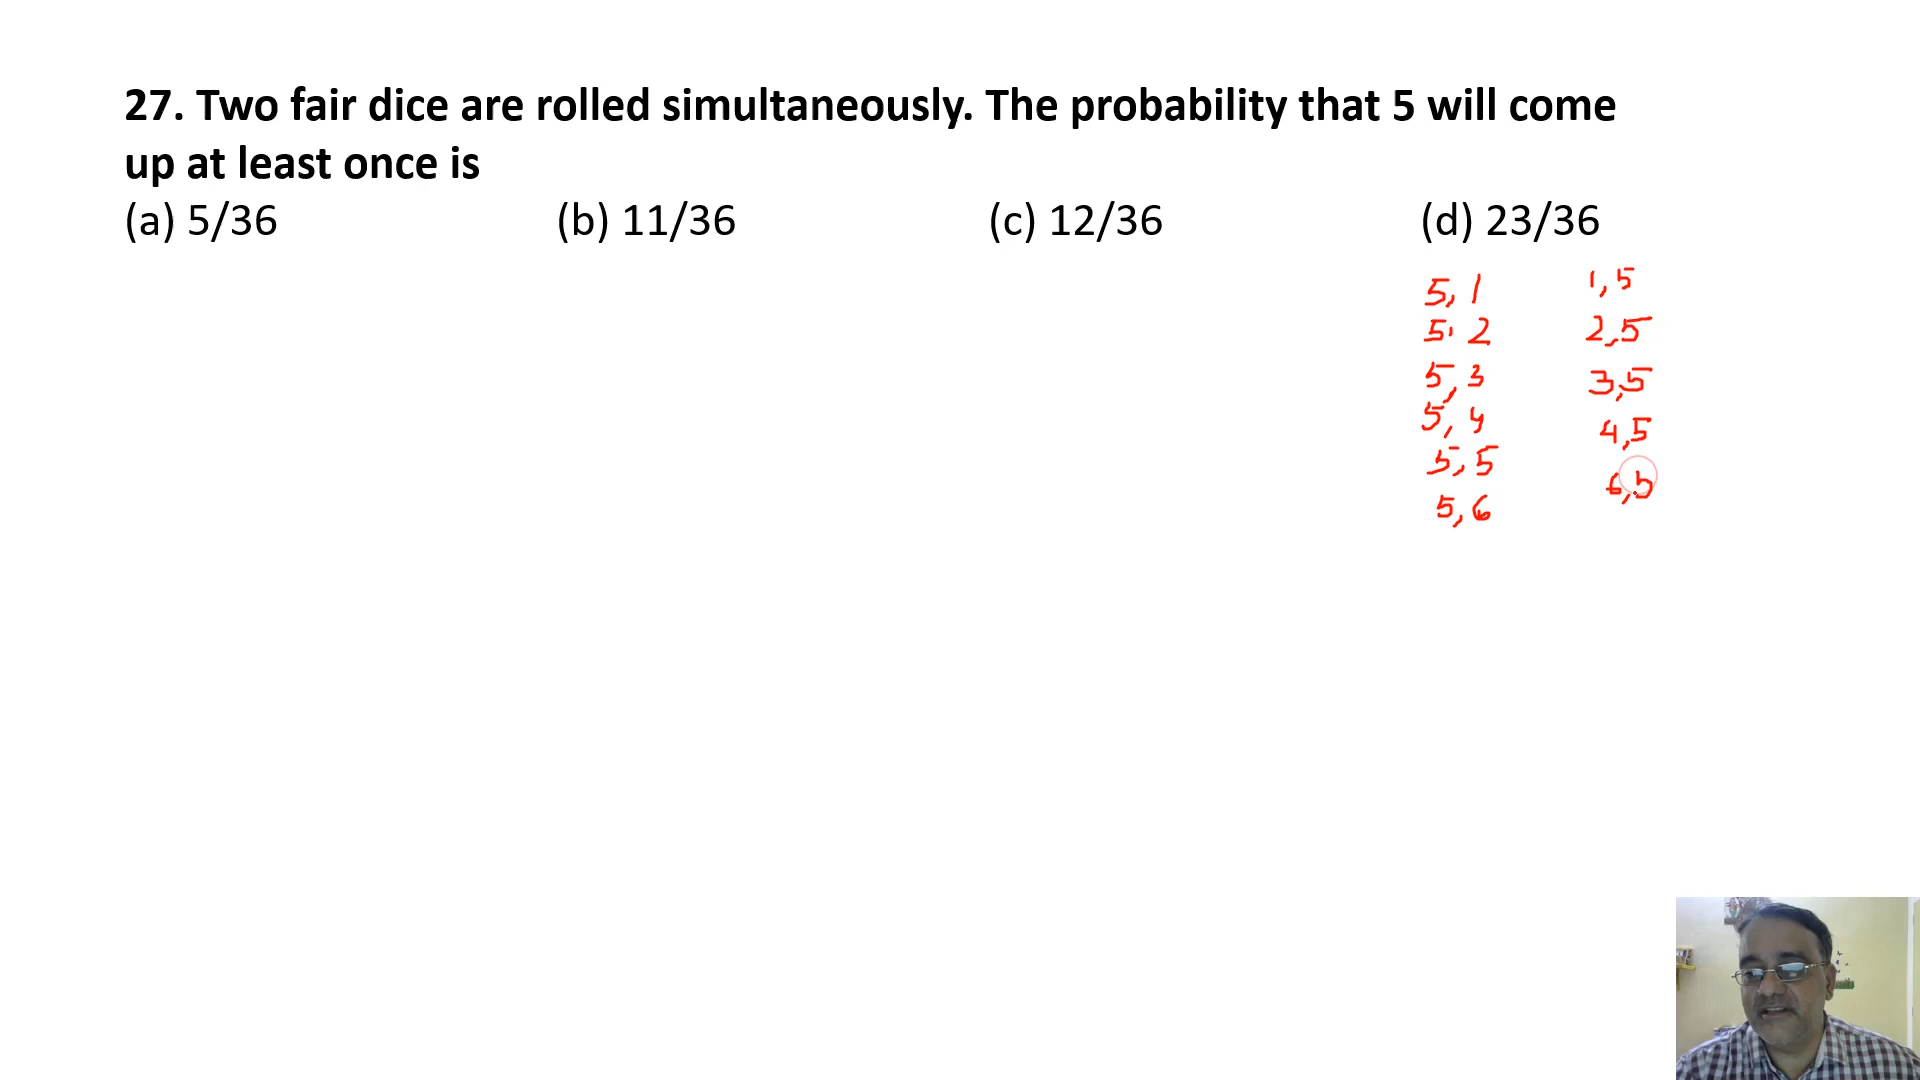 27. Two fair dice are rolled simultaneously. The probability that 5 will come
up at least once is
(a) 5/36 (b) 11/36 (c) 12/36 (d) 23/36
5, 1 1, 5
5, 2 2, 5
5, 3 3, 5
5, 4 4, 5
5, 5 6, 5
5, 6